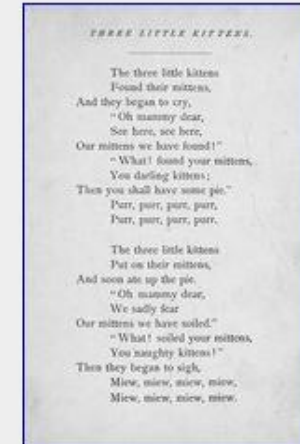 THREE LITTLE KITTENS.
The three little kittens
Found their mittens,
And they began to cry,
"Oh mammy dear,
See here, see here,
Our mittens we have found!"
"What! found your mittens,
You darling kittens;
Then you shall have some pie."
Purr, purr, purr, purr,
Purr, purr, purr, purr.
The three little kittens
Put on their mittens,
And soon ate up the pie.
"Oh mammy dear,
We sadly fear
Our mittens we have soiled."
"What! soiled your mittens,
You naughty kittens!"
Then they began to sigh,
Miew, miew, miew, miew,
Miew, miew, miew, miew.